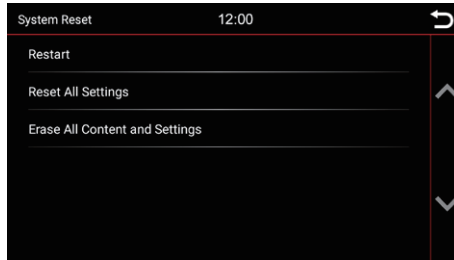 System Reset 12:00
Restart
Reset All Settings
Erase All Content and Settings